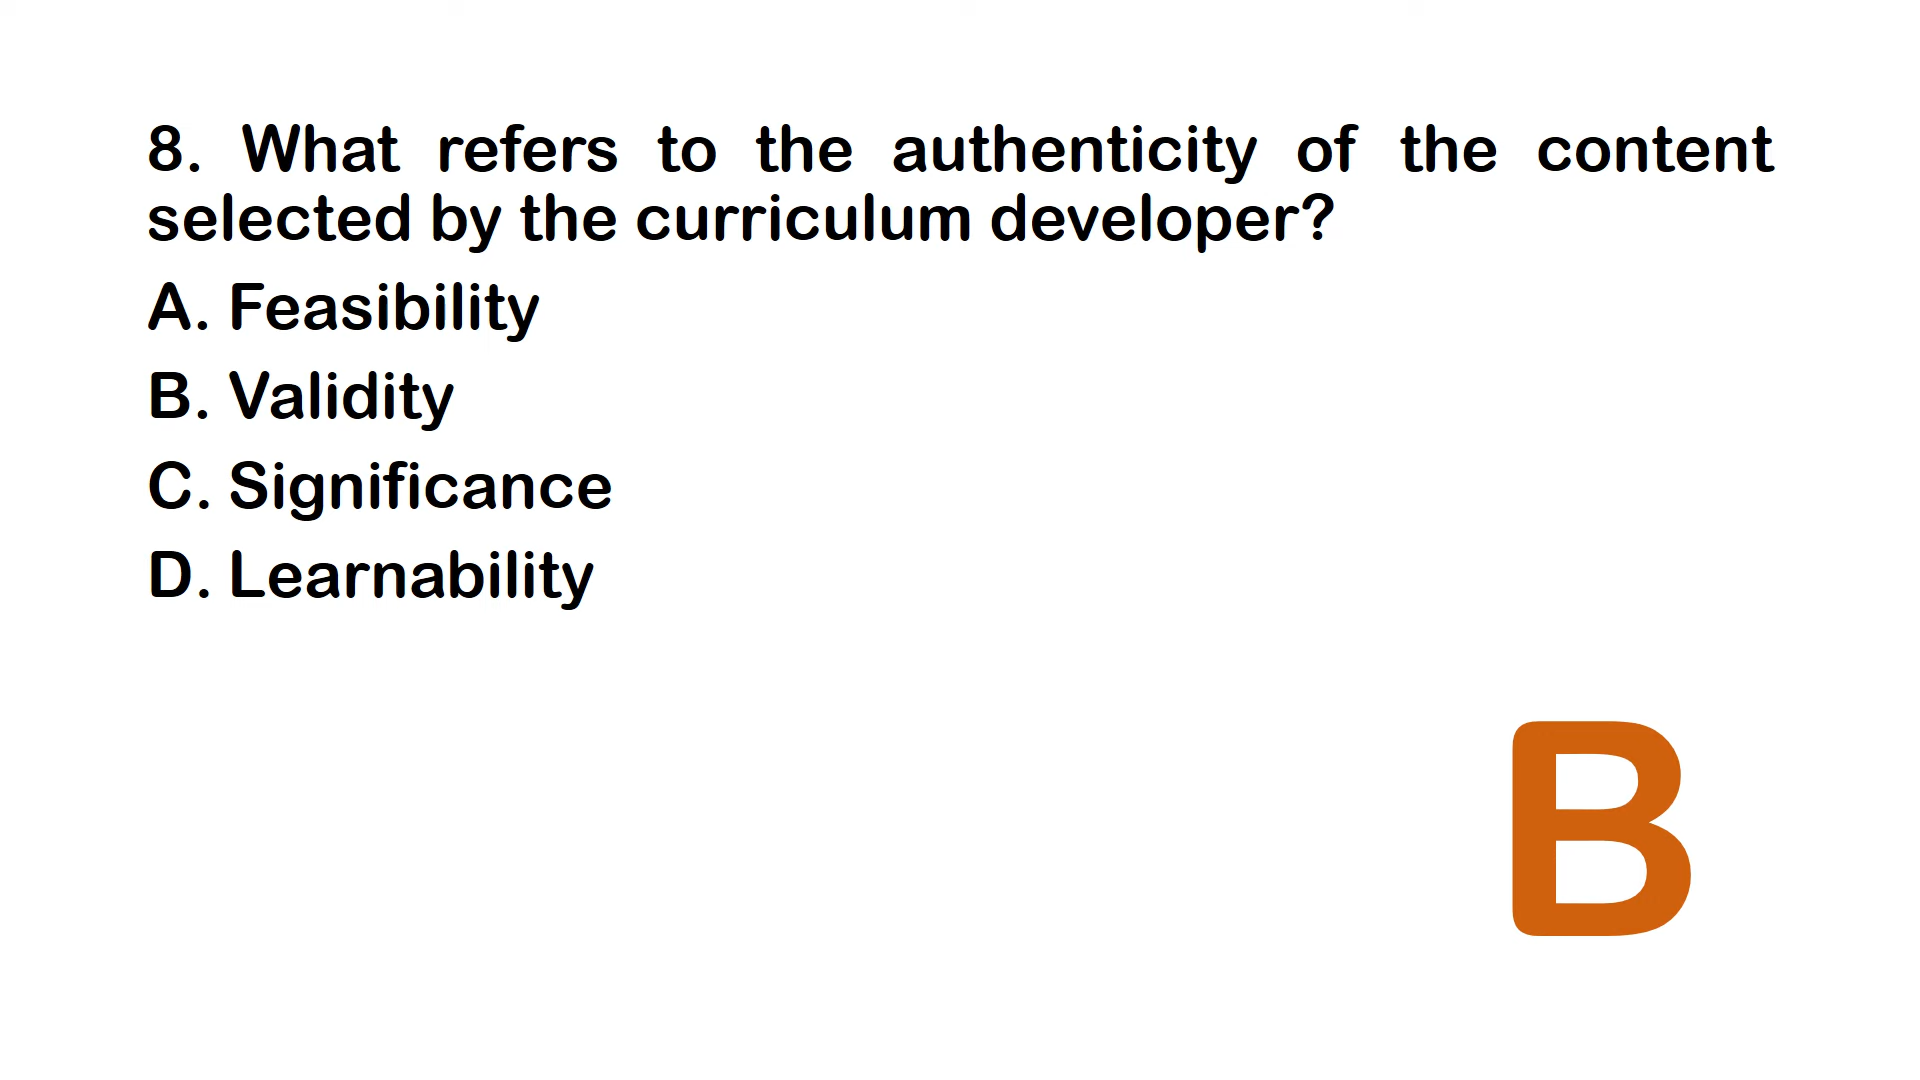 8. What refers to the authenticity of the content
selected by the curriculum developer?
A. Feasibility
B. Validity
C. Significance
D. Learnability
B